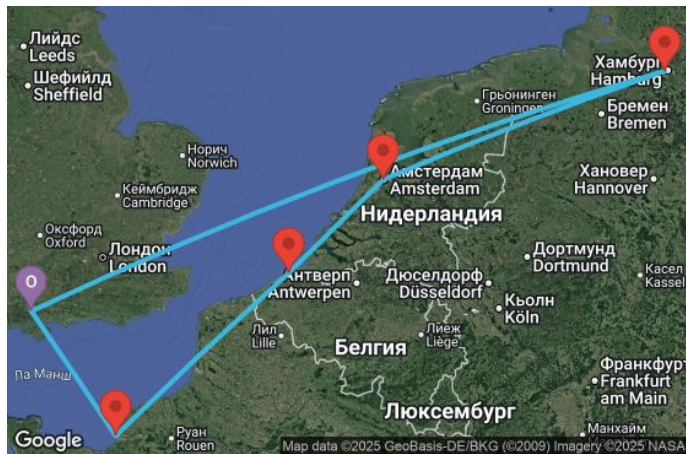 Лийдс
Leeds
Шефийлд
Sheffield
Норич
Norwich
Кеймбридж
Cambridge
Оксфорд
Oxford
Лондон
London
O
Ла Манш
Руан
Rouen
Лил
Lille
Антверп
Antwerpen
Белгия
Лиеж
Liège
Люксембург
Амстердам
Amsterdam
Нидерландия
Грьонинген
Groningen
Хамбург
Hamburg
Бремен
Bremen
Хановер
Hannover
Дортмунд
Dortmund
Дюселдорф
Düsseldorf
Кьолн
Köln
Касел
Kassel
Франкфурт
Frankfurt
am Main
Манхайм
Google
Map data ©2025 GeoBasis-DE/BKG (©2009) Imagery ©2025 NASA